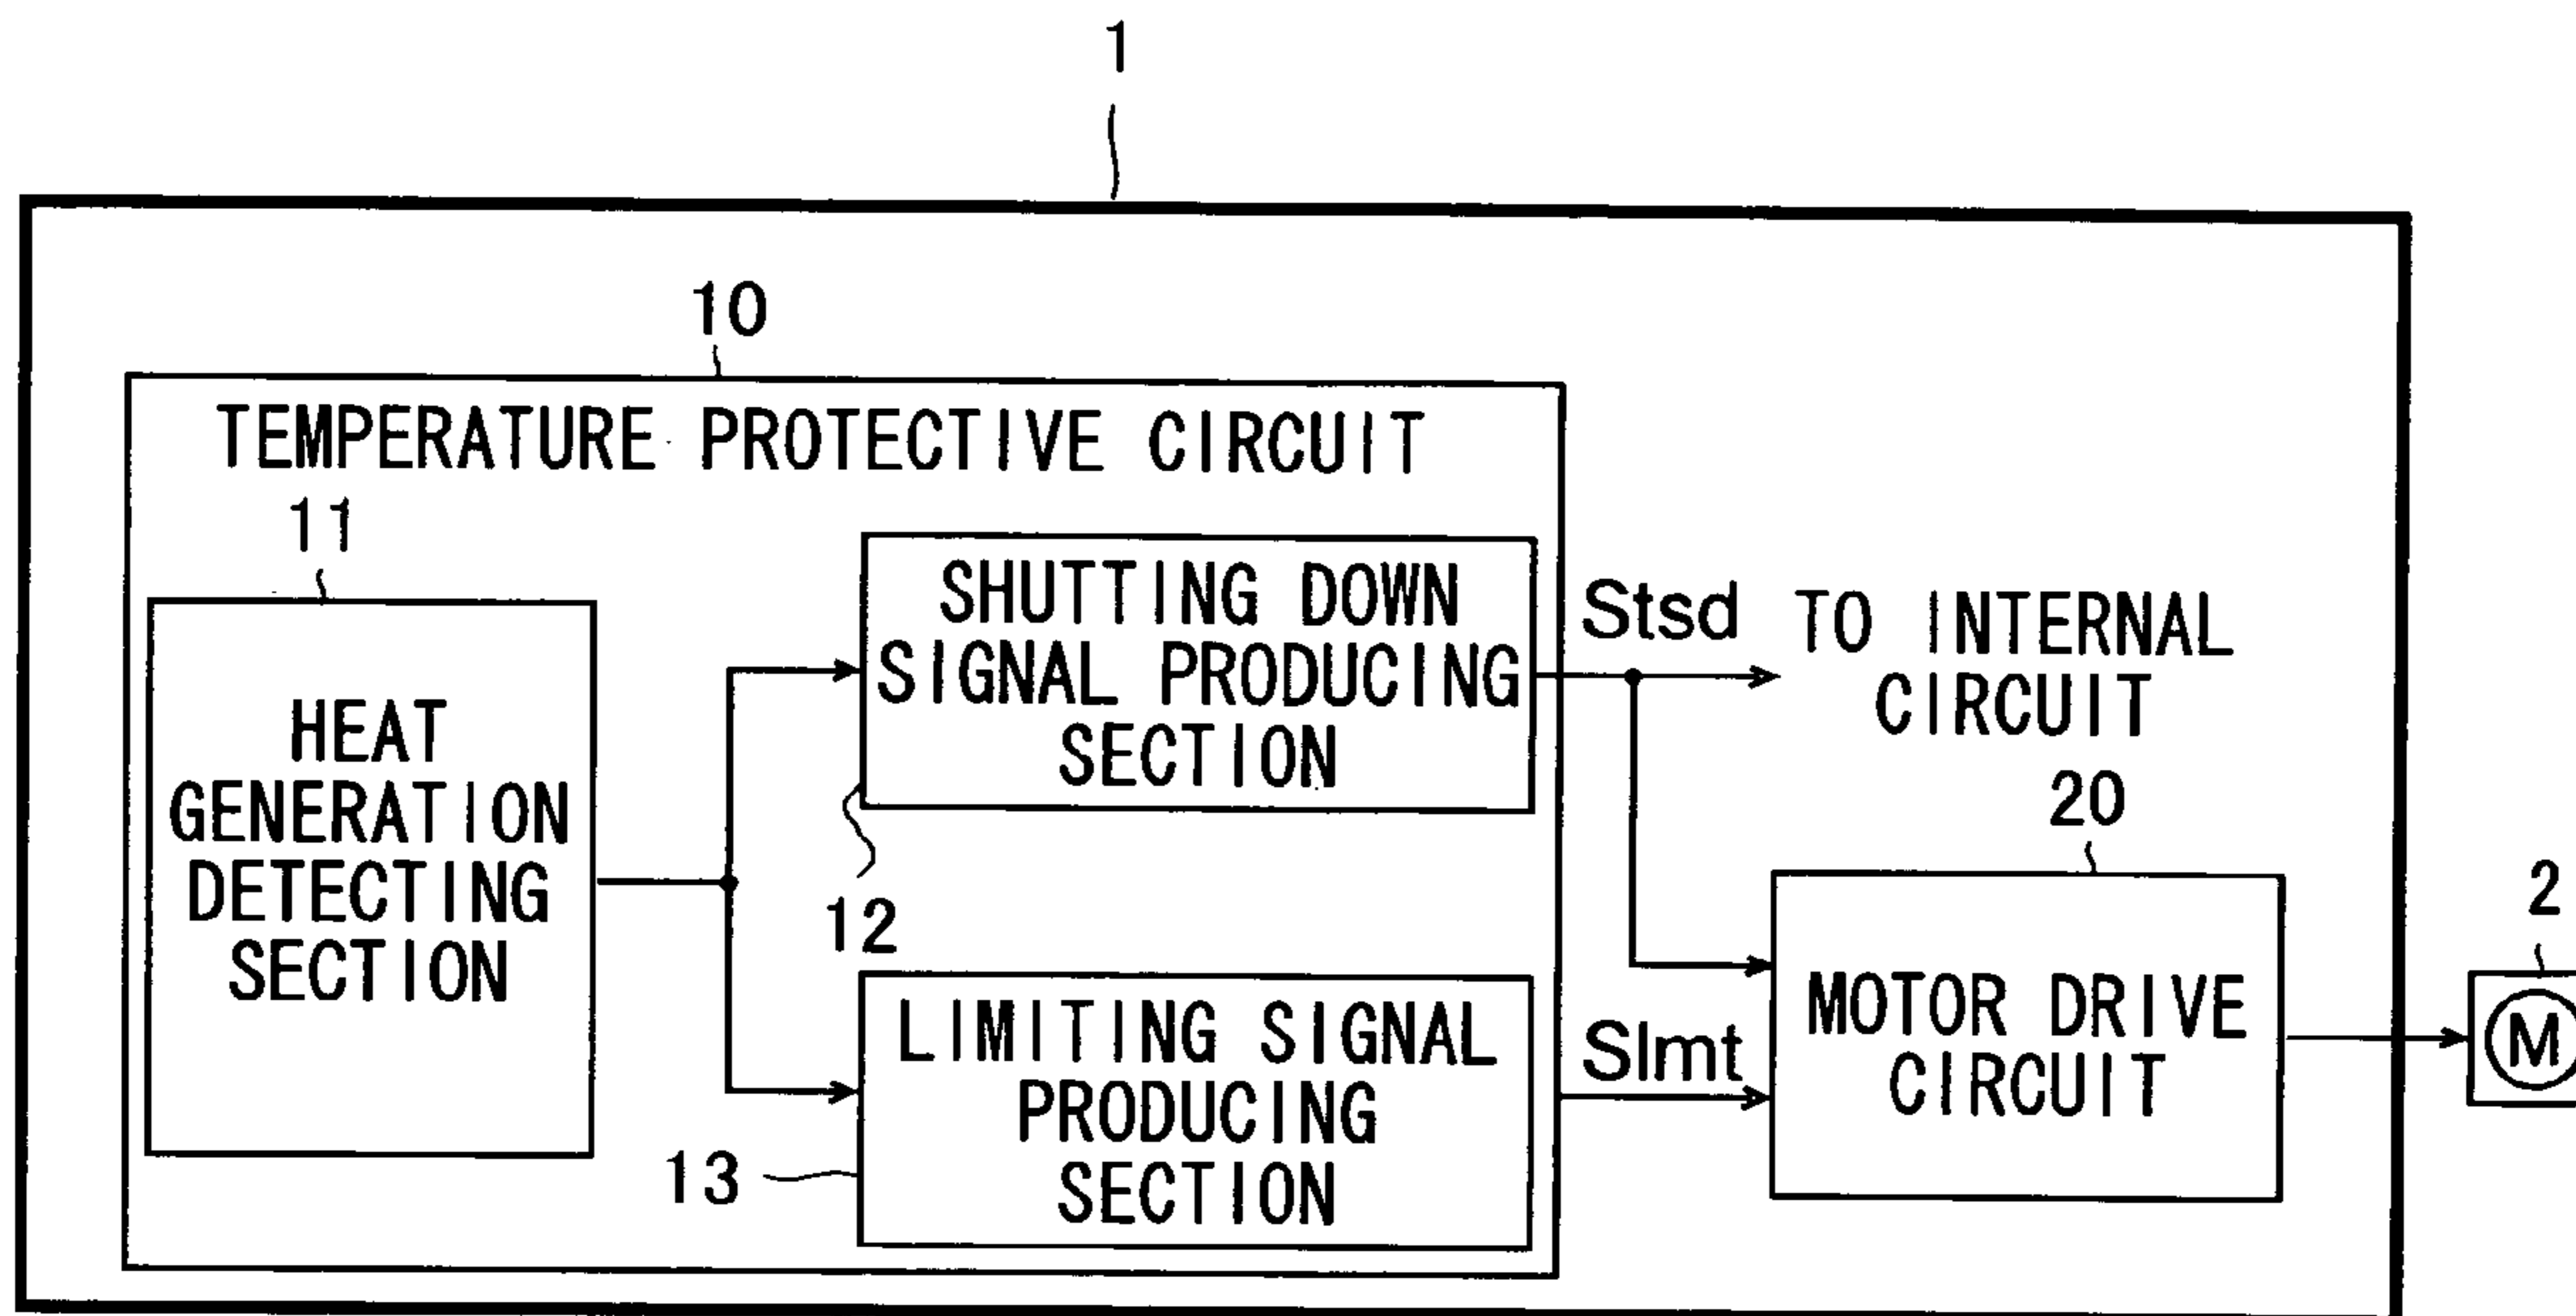 1
10
TEMPERATURE PROTECTIVE CIRCUIT
11
HEAT
GENERATION
DETECTING
SECTION
SHUTTING DOWN
SIGNAL PRODUCING
SECTION
12
LIMITING SIGNAL
PRODUCING
SECTION
13
Stsd
TO INTERNAL
CIRCUIT
Slmt
20
MOTOR DRIVE
CIRCUIT
2
M